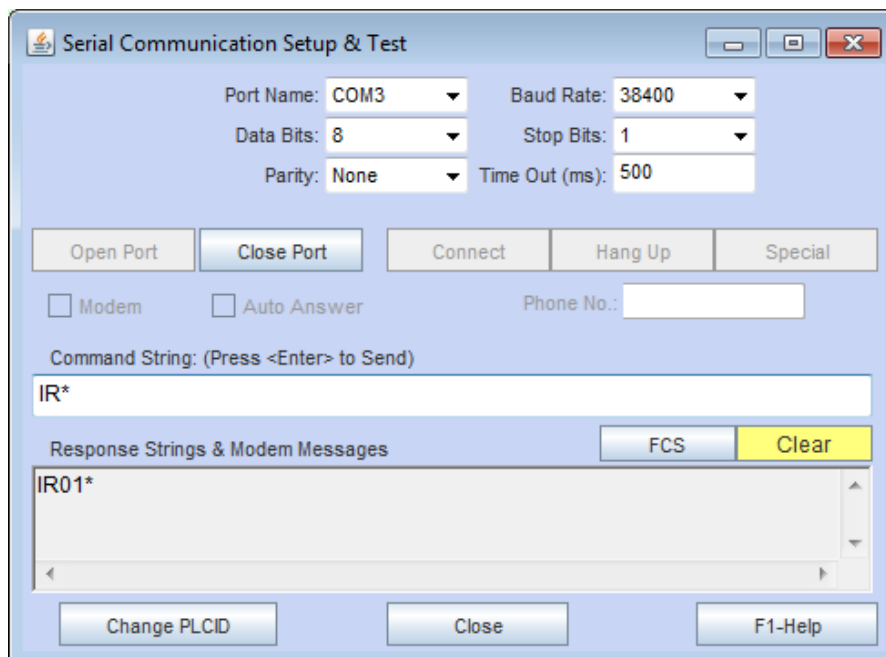 Serial Communication Setup & Test
Port Name: COM3 Baud Rate: 38400
Data Bits: 8 Stop Bits: 1
Parity: None Time Out (ms): 500
Open Port Close Port Connect Hang Up Special
Modem Auto Answer Phone No.:
Command String: (Press <Enter> to Send)
IR*
Response Strings & Modem Messages FCS Clear
IR01*
Change PLCID Close F1-Help